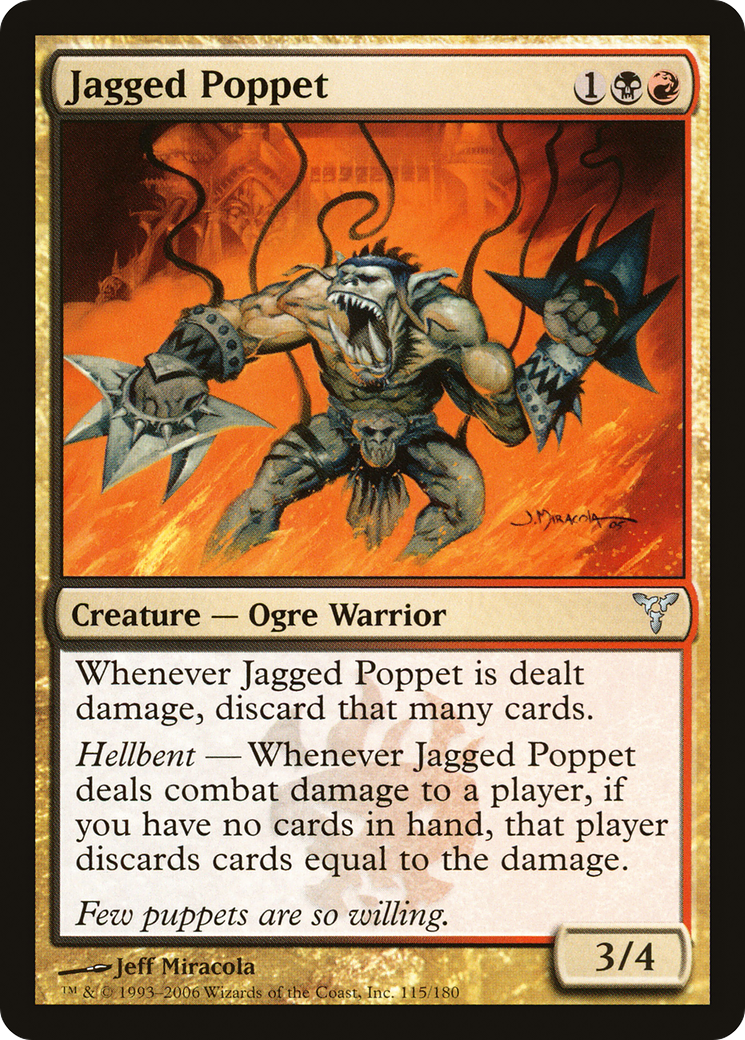 Jagged Poppet 1
J. MIRACOLA 05
Creature — Ogre Warrior
Whenever Jagged Poppet is dealt
damage, discard that many cards.
Hellbent — Whenever Jagged Poppet
deals combat damage to a player, if
you have no cards in hand, that player
discards cards equal to the damage.
Few puppets are so willing.
3/4
Jeff Miracola
™ & © 1993–2006 Wizards of the Coast, Inc. 115/180